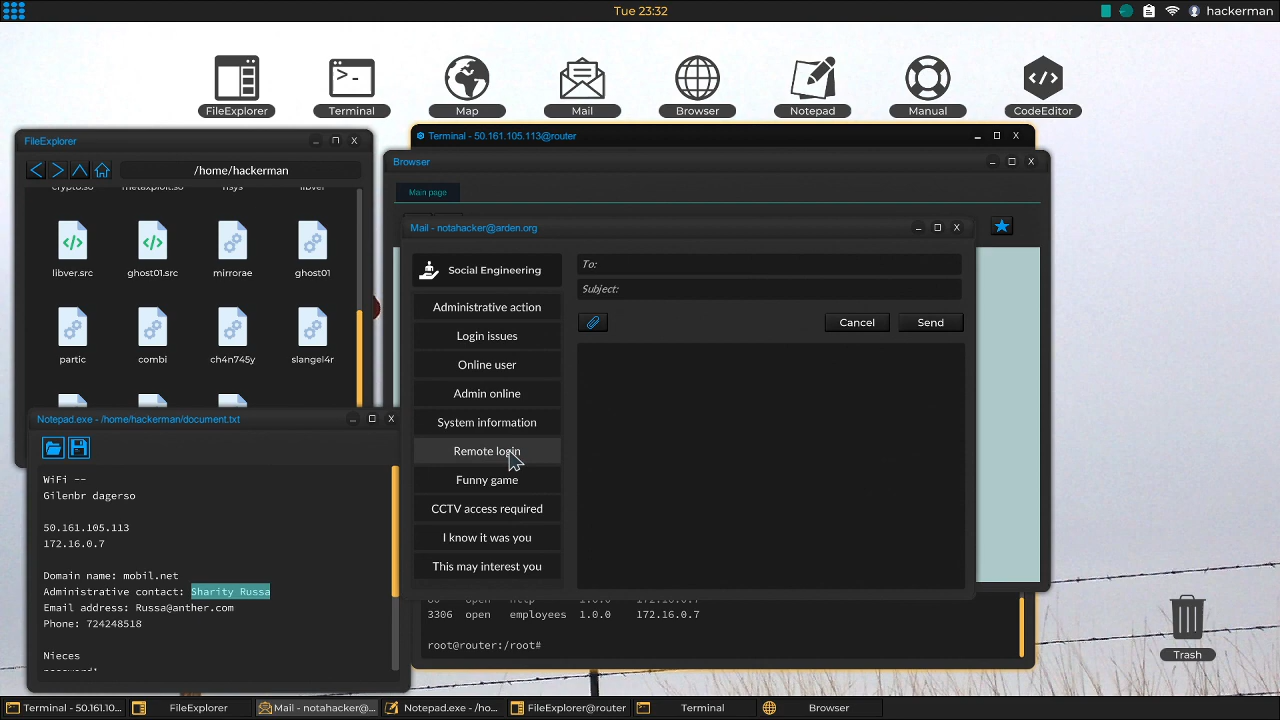 Tue 23:32
hackerman
FileExplorer
Terminal
Map
Mail
Browser
Notepad
Manual
CodeEditor
FileExplorer
/home/hackerman
crypto.so
metaxploit.so
libver
libver.src
ghost01.src
mirrorae
ghost01
partic
combi
ch4n745y
slangel4r
Notepad.exe - /home/hackerman/document.txt
WiFi --
Gilenbr dagerso
50.161.105.113
172.16.0.7
Domain name: mobil.net
Administrative contact: Sharity Russa
Email address: Russa@anther.com
Phone: 724248518
Nieces
Terminal - 50.161.105.113@router
Browser
Main page
Mail - notahacker@arden.org
Social Engineering
Administrative action
Login issues
Online user
Admin online
System information
Remote login
Funny game
CCTV access required
I know it was you
This may interest you
To:
Subject:
Cancel
Send
3306 open employees 1.0.0 172.16.0.7
root@router:/root#
Trash
Terminal - 50.161.10...
FileExplorer
Mail - notahacker@...
Notepad.exe - /ho...
FileExplorer@router
Terminal
Browser